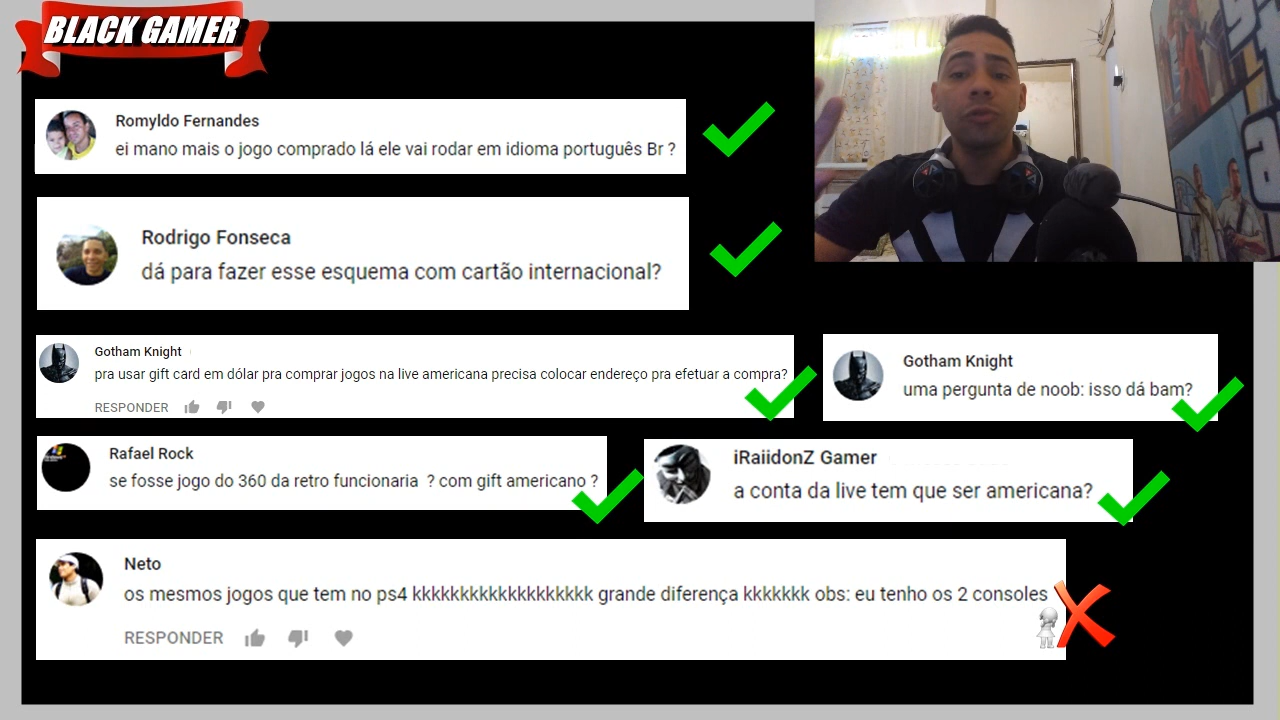 BLACK GAMER
Romyldo Fernandes
ei mano mais o jogo comprado lá ele vai rodar em idioma português Br ?
Rodrigo Fonseca
dá para fazer esse esquema com cartão internacional?
Gotham Knight
pra usar girt card em dólar pra comprar jogos na live americana precisa colocar endereço pra efetuar a compra?
RESPONDER
Gotham Knight
uma pergunta de noob: isso dá bam?
Rafael Rock
se fosse jogo do 360 da retro funcionaria ? com gift americano ?
iRaiidonZ Gamer
a conta da live tem que ser americana?
Neto
os mesmos jogos que tem no ps4 kkkkkkkkkkkkkkkkkkk grande diferença kkkkkkk obs: eu tenho os 2 consoles
RESPONDER